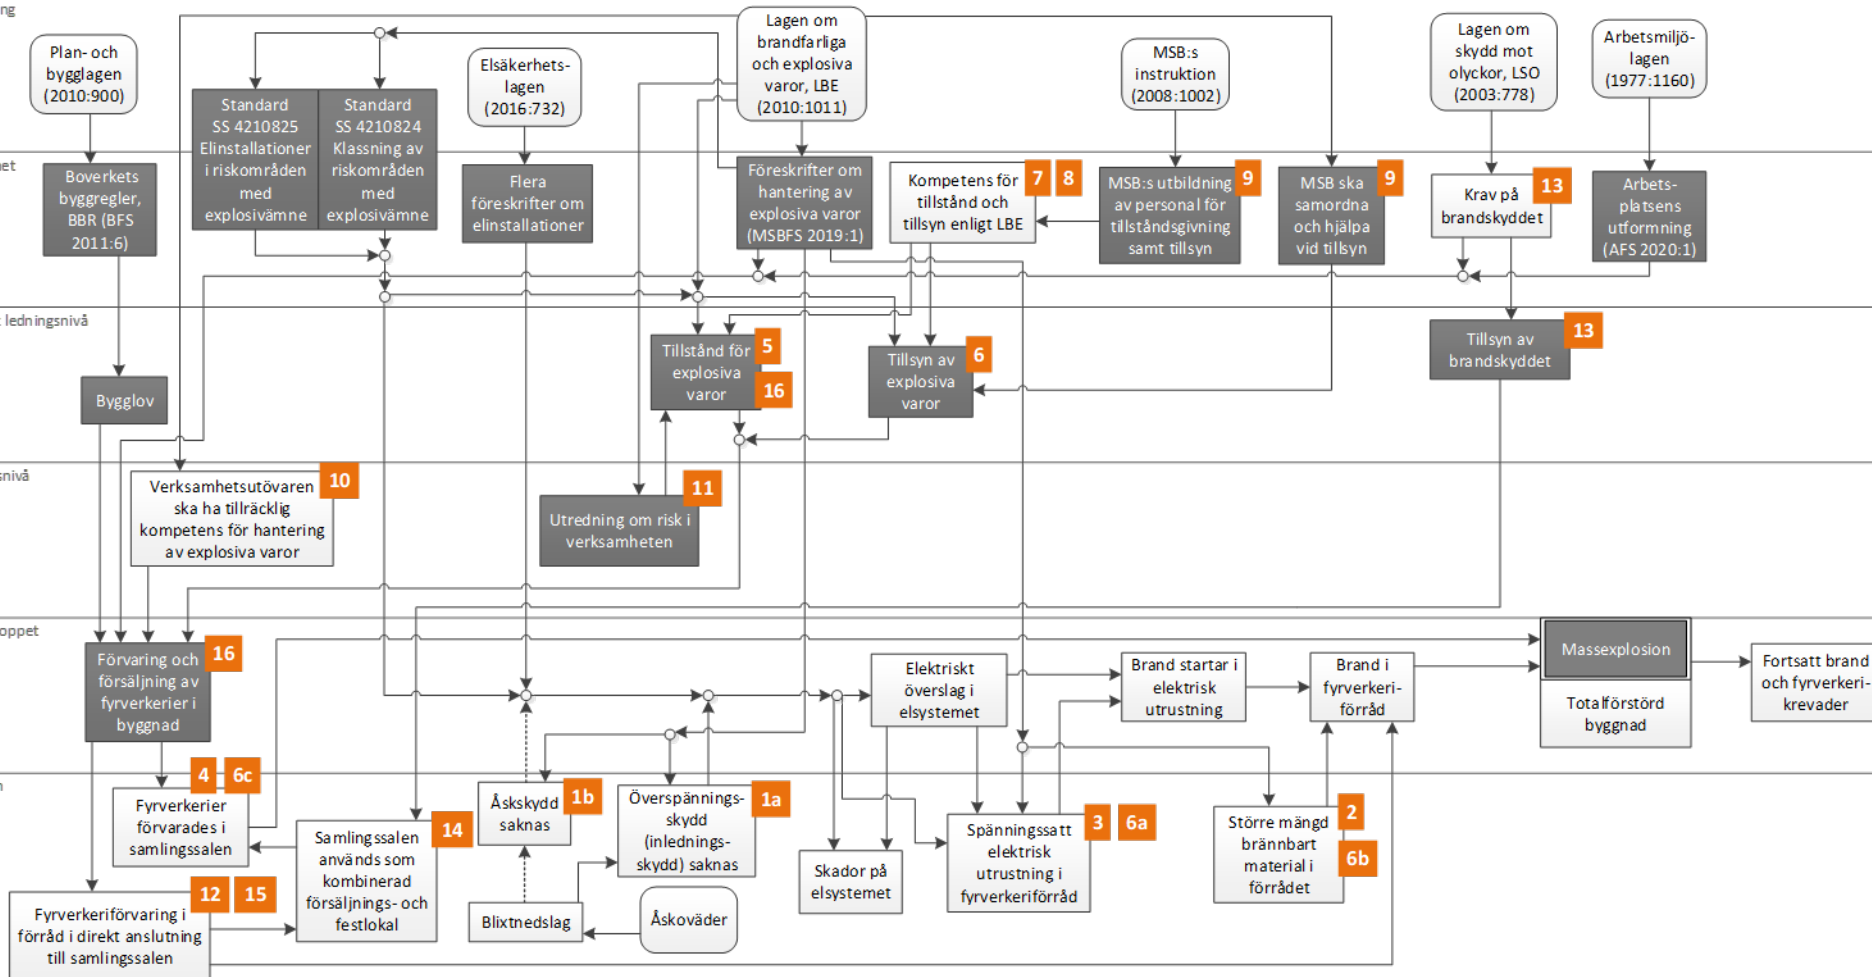 ng
Plan- och
bygglagen
(2010:900)
Elsäkerhets-
lagen
(2016:732)
Lagen om
brandfarliga
och explosiva
varor, LBE
(2010:1011)
MSB:s
instruktion
(2008:1002)
Lagen om
skydd mot
olyckor, LSO
(2003:778)
Arbetsmiljö-
lagen
(1977:1160)
Standard
SS 4210825
Elinstallationer
i riskområden
med
explosivämne
Standard
SS 4210824
Klassning av
riskområden
med
explosivämne
et
Boverkets
byggregler,
BBR (BFS
2011:6)
Flera
föreskrifter om
elinstallationer
Föreskrifter om
hantering av
explosiva varor
(MSBFS 2019:1)
Kompetens för
tillstånd och
tillsyn enligt LBE
7
8
MSB:s utbildning
av personal för
tillståndsgivning
samt tillsyn
9
MSB ska
samordna
och hjälpa
vid tillsyn
9
Krav på
brandskyddet
13
Arbets-
platsens
utformning
(AFS 2020:1)
ledningsnivå
Bygglov
Tillstånd för
explosiva
varor
5
16
Tillsyn av
explosiva
varor
6
Tillsyn av
brandskyddet
13
snivå
Verksamhetsutövaren
ska ha tillräcklig
kompetens för hantering
av explosiva varor
10
Utredning om risk i
verksamheten
11
oppet
Förvaring och
försäljning av
fyrverkerier i
byggnad
16
Elektriskt
överslag i
elsystemet
Brand startar i
elektrisk
utrustning
Brand i
fyrverkeri-
förråd
Massexplosion
Totalförstörd
byggnad
Fortsatt brand
och fyrverkeri-
krevader
Fyrverkerier
förvarades i
samlingssalen
4
6c
Samlingssalen
används som
kombinerad
försäljnings- och
festlokal
14
Åskskydd
saknas
1b
Överspännings-
skydd
(inlednings-
skydd) saknas
1a
Skador på
elsystemet
Spänningssatt
elektrisk
utrustning i
fyrverkeriförråd
3
6a
Större mängd
brännbart
material i
förrådet
2
6b
Fyrverkeriförvaring i
förråd i direkt anslutning
till samlingssalen
12
15
Blixtnedslag
Åskoväder